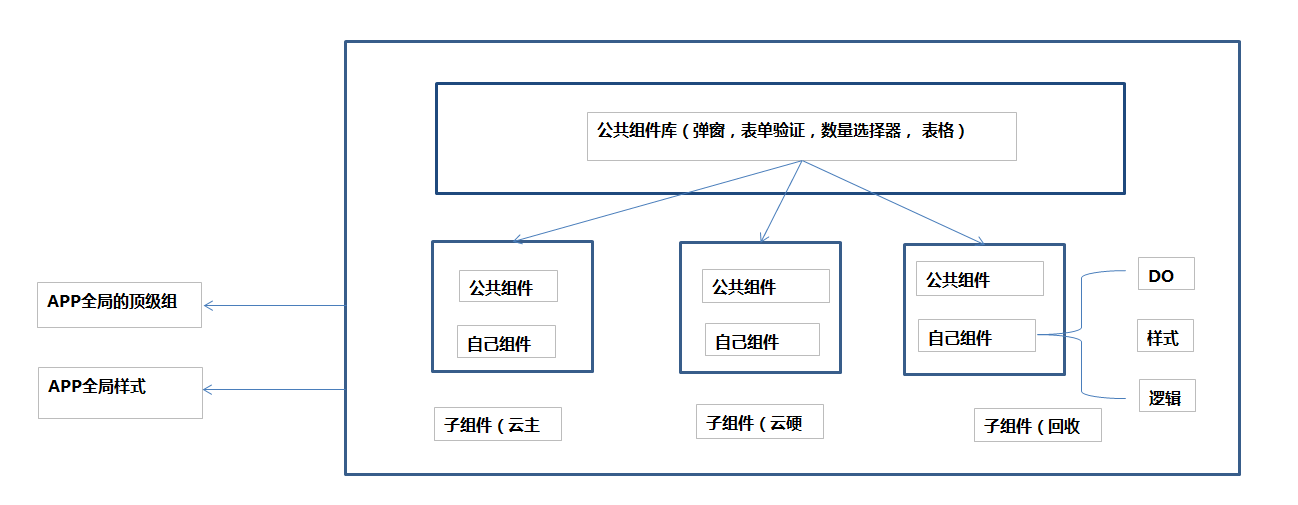 公共组件库（弹窗，表单验证，数量选择器， 表格）
公共组件
自己组件
公共组件
自己组件
公共组件
自己组件
DO
样式
逻辑
APP全局的顶级组
APP全局样式
子组件（云主
子组件（云硬
子组件（回收